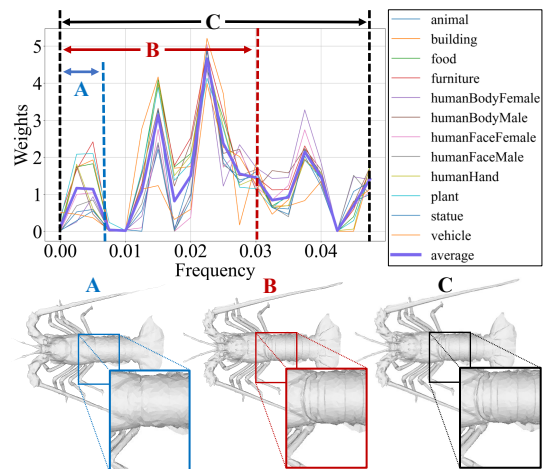 C
B
A
5
4
3
2
1
0
Weights
0.00 0.01 0.02 0.03 0.04
Frequency
animal
building
food
furniture
humanBodyFemale
humanBodyMale
humanFaceFemale
humanFaceMale
humanHand
plant
statue
vehicle
average
A B C